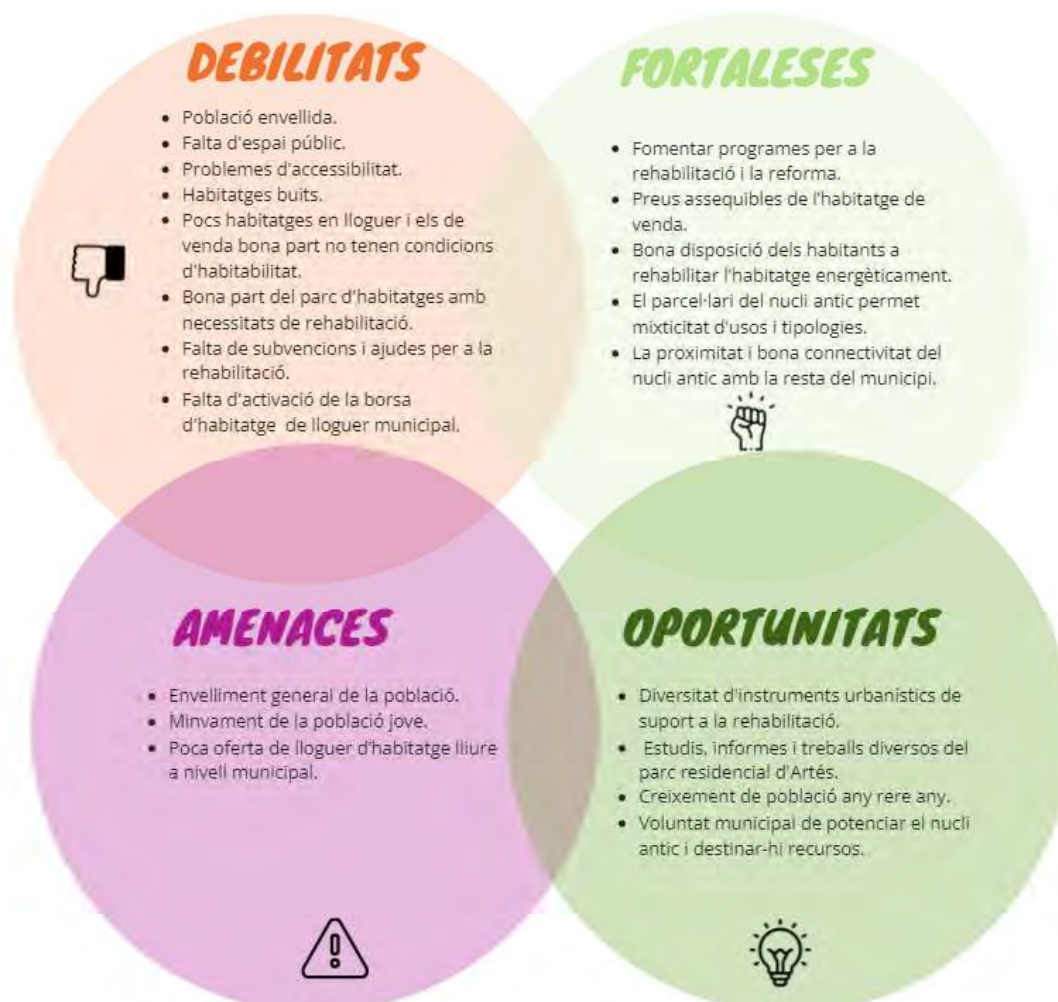 DEBILITATS
• Població envellida.
• Falta d'espai públic.
• Problemes d'accessibilitat.
• Habitatges buits.
• Pocs habitatges en lloguer i els de
venda bona part no tenen condicions
d'habitabilitat.
• Bona part del parc d'habitatges amb
necessitats de rehabilitació.
• Falta de subvencions i ajudes per a la
rehabilitació.
• Falta d'activació de la borsa
d'habitatge de lloguer municipal.
FORTALESES
• Fomentar programes per a la
rehabilitació i la reforma.
• Preus assequibles de l'habitatge de
venda.
• Bona disposició dels habitants a
rehabilitar l'habitatge energèticament.
• El parcel·lari del nucli antic permet
mixticitat d'usos i tipologies.
• La proximitat i bona connectivitat del
nucli antic amb la resta del municipi.
AMENACES
• Envelliment general de la població.
• Minvament de la població jove.
• Poca oferta de lloguer d'habitatge lliure
a nivell municipal.
OPORTUNITATS
• Diversitat d'instruments urbanístics de
suport a la rehabilitació.
• Estudis, informes i treballs diversos del
parc residencial d'Artés.
• Creixement de població any rere any.
• Voluntat municipal de potenciar el nucli
antic i destinar-hi recursos.